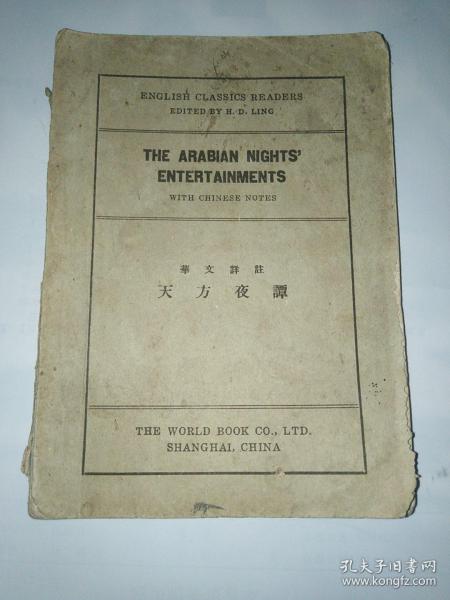 ENGLISH CLASSICS READERS
EDITED BY H. D. LING
THE ARABIAN NIGHTS'
ENTERTAINMENTS
WITH CHINESE NOTES
華文詳註
天方夜譚
THE WORLD BOOK CO., LTD.
SHANGHAI, CHINA
孔夫子旧书网
www.kongfz.com